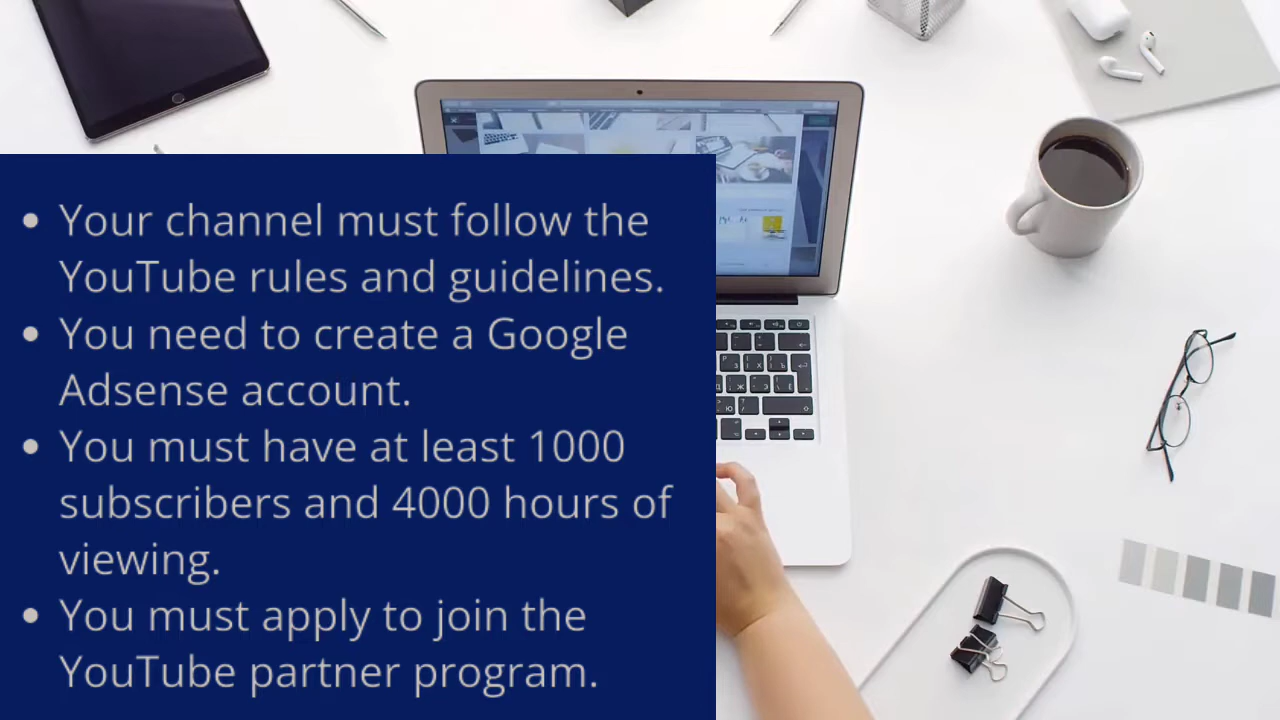 • Your channel must follow the
YouTube rules and guidelines.
• You need to create a Google
Adsense account.
• You must have at least 1000
subscribers and 4000 hours of
viewing.
• You must apply to join the
YouTube partner program.